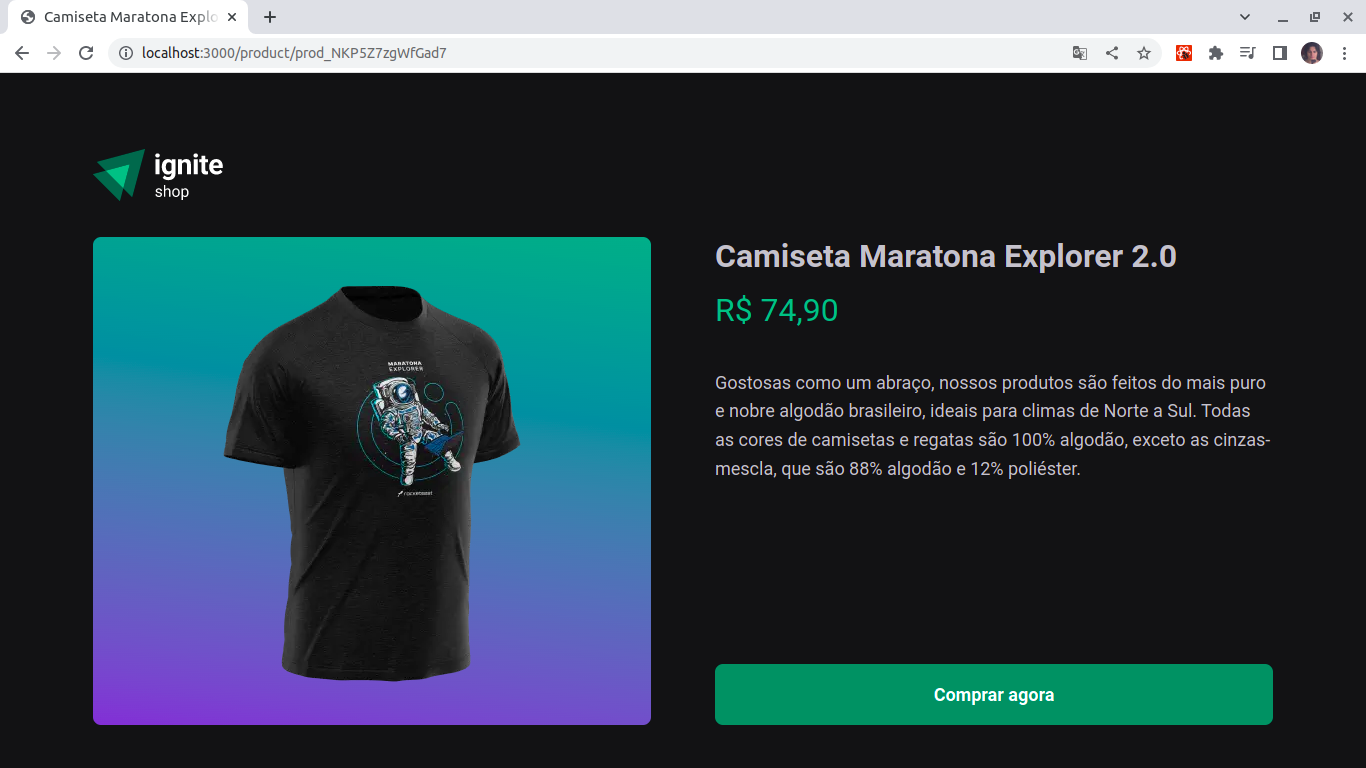 Camiseta Maratona Explo
localhost:3000/product/prod_NKP5Z7zgWfGad7
ignite
shop
MARATONA
EXPLORER
rocketseat
Camiseta Maratona Explorer 2.0
R$ 74,90
Gostosas como um abraço, nossos produtos são feitos do mais puro
e nobre algodão brasileiro, ideais para climas de Norte a Sul. Todas
as cores de camisetas e regatas são 100% algodão, exceto as cinzas-
mescla, que são 88% algodão e 12% poliéster.
Comprar agora